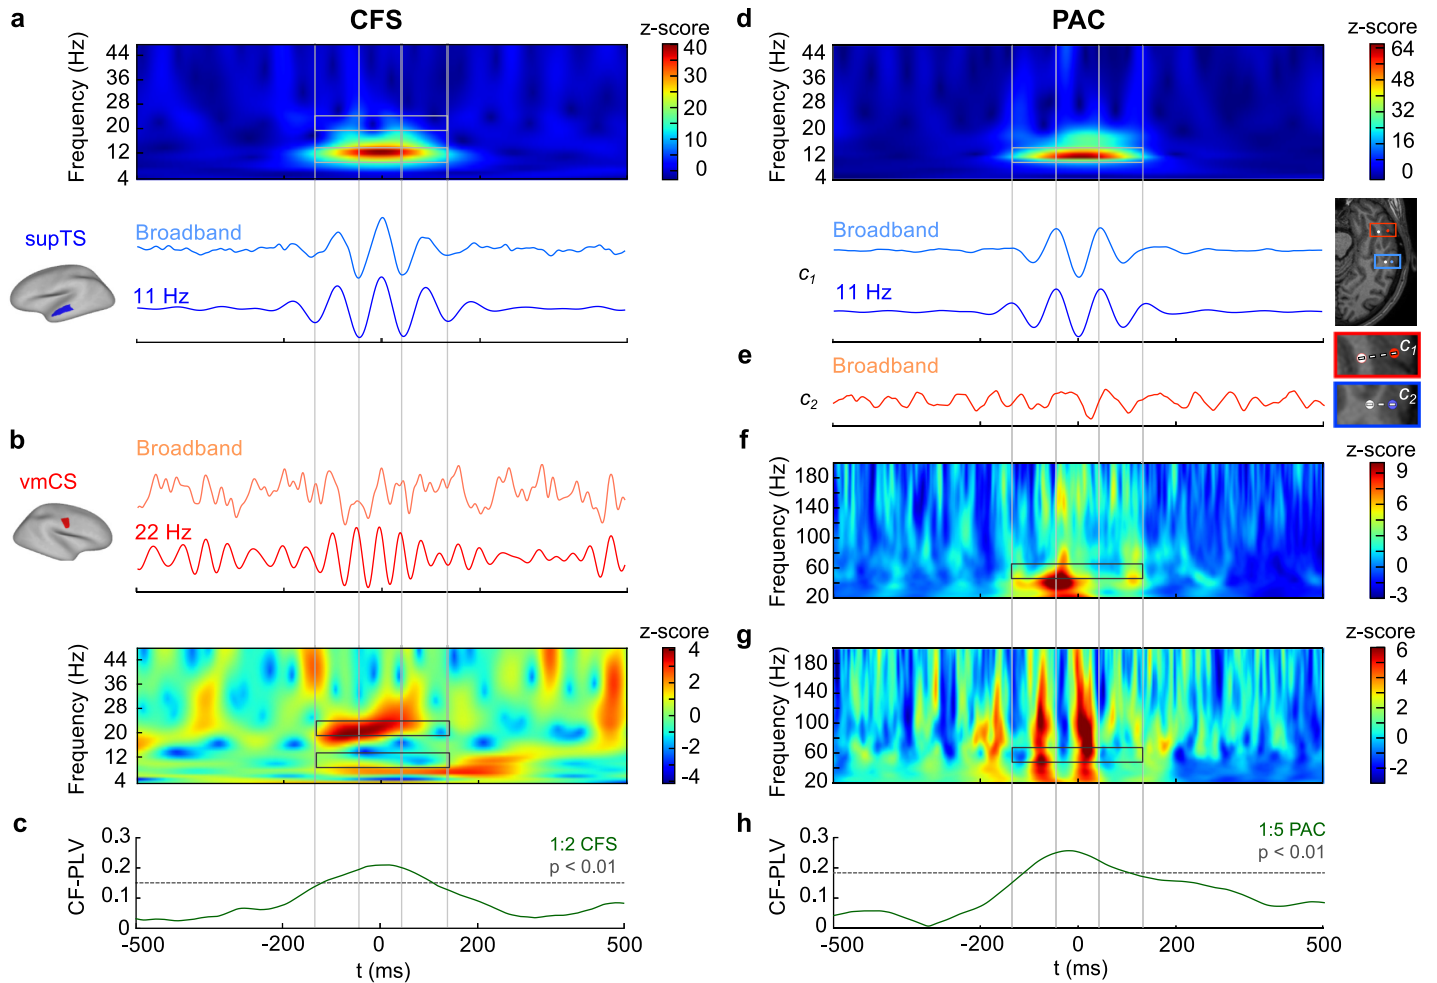 a
CFS
z-score
Frequency (Hz)
44
36
28
20
12
4
40
30
20
10
0
supTS
Broadband
11 Hz
b
Broadband
vmCS
22 Hz
-500
-200
0
200
500
z-score
Frequency (Hz)
44
36
28
20
12
4
4
2
0
-2
-4
c
CF-PLV
0.3
0.2
0.1
0
1:2 CFS
p < 0.01
-500
-200
0
200
500
t (ms)
d
PAC
z-score
Frequency (Hz)
44
36
28
20
12
4
64
48
32
16
0
Broadband
c1
11 Hz
c1
e
Broadband
c2
c2
f
z-score
Frequency (Hz)
180
140
100
60
20
9
6
3
0
-3
g
z-score
Frequency (Hz)
180
140
100
60
20
6
4
2
0
-2
h
CF-PLV
0.3
0.2
0.1
0
1:5 PAC
p < 0.01
-500
-200
0
200
500
t (ms)